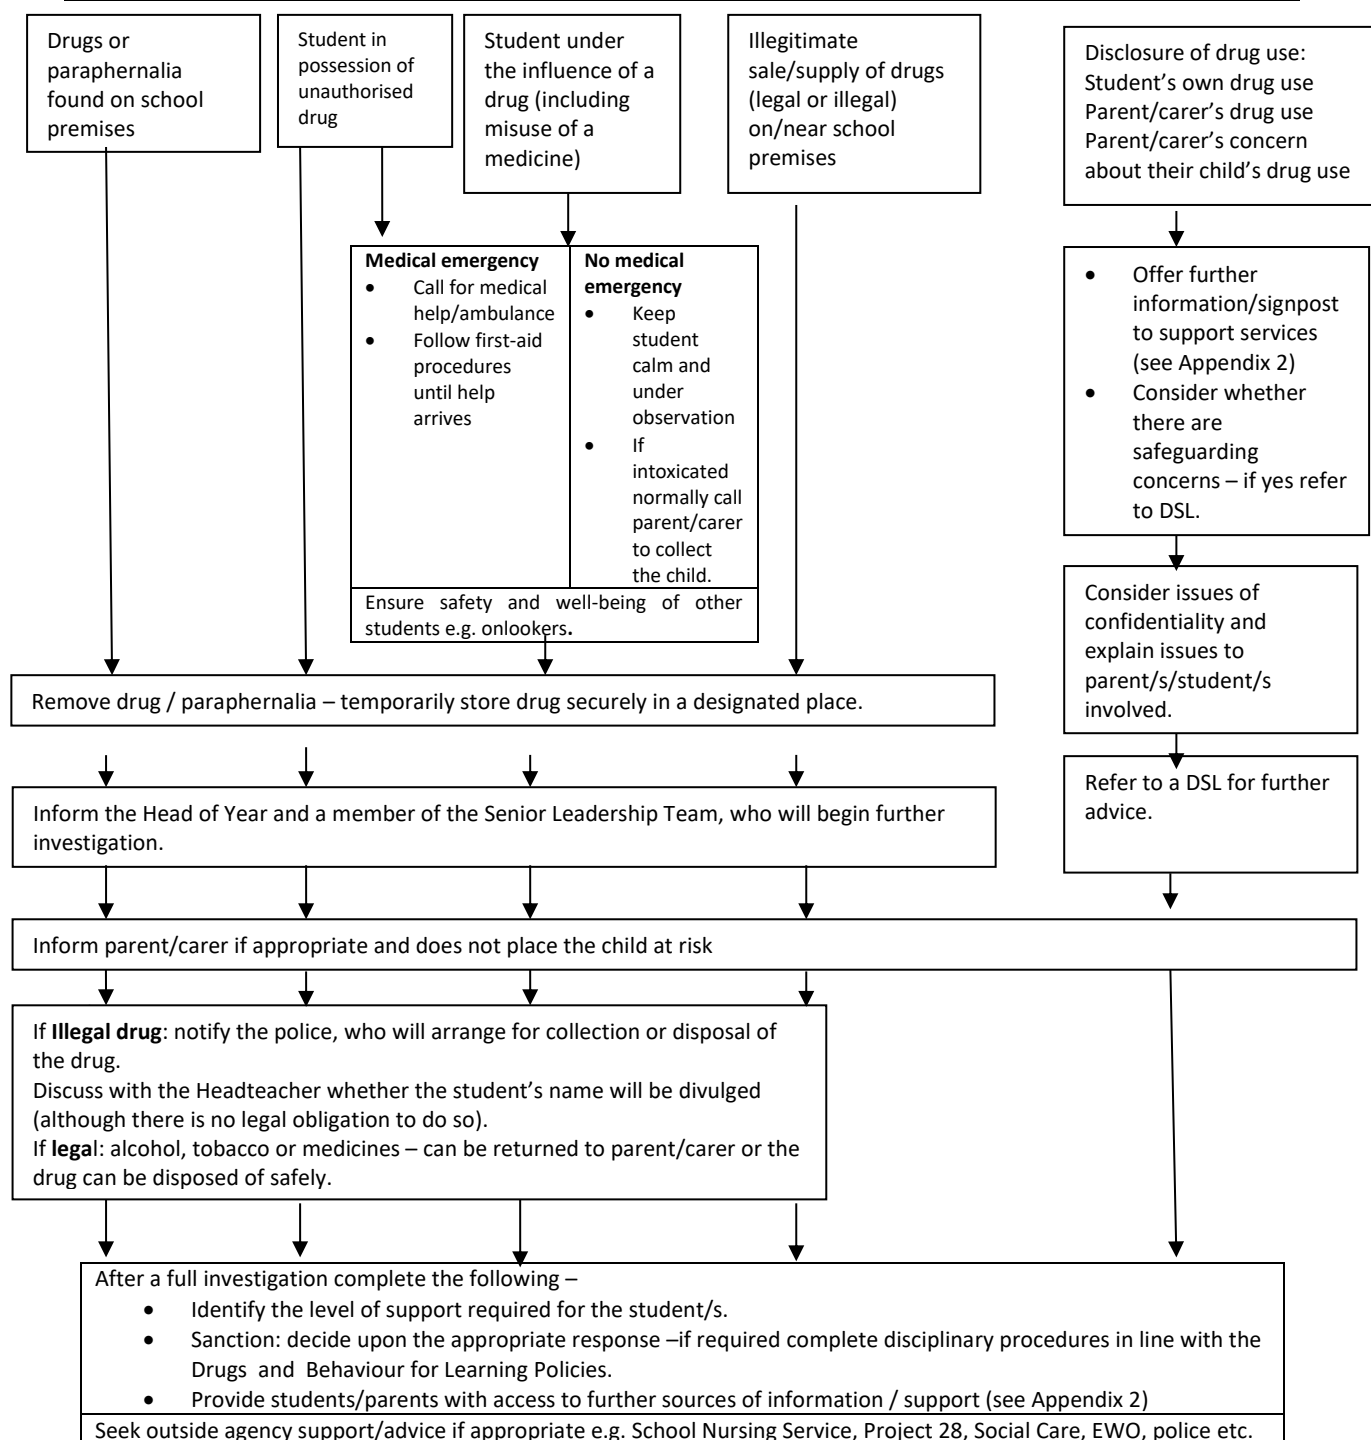 Drugs or
paraphernalia
found on school
premises
Student in
possession of
unauthorised
drug
Student under
the influence of a
drug (including
misuse of a
medicine)
Illegitimate
sale/supply of drugs
(legal or illegal)
on/near school
premises
Disclosure of drug use:
Student’s own drug use
Parent/carer’s drug use
Parent/carer’s concern
about their child’s drug use
Medical emergency
• Call for medical
help/ambulance
• Follow first-aid
procedures
until help
arrives
No medical
emergency
• Keep
student
calm and
under
observation
• If
intoxicated
normally call
parent/carer
to collect
the child.
Ensure safety and well-being of other
students e.g. onlookers.
• Offer further
information/signpost
to support services
(see Appendix 2)
• Consider whether
there are
safeguarding
concerns – if yes refer
to DSL.
Consider issues of
confidentiality and
explain issues to
parent/s/student/s
involved.
Remove drug / paraphernalia – temporarily store drug securely in a designated place.
Refer to a DSL for further
advice.
Inform the Head of Year and a member of the Senior Leadership Team, who will begin further
investigation.
Inform parent/carer if appropriate and does not place the child at risk
If Illegal drug: notify the police, who will arrange for collection or disposal of
the drug.
Discuss with the Headteacher whether the student’s name will be divulged
(although there is no legal obligation to do so).
If legal: alcohol, tobacco or medicines – can be returned to parent/carer or the
drug can be disposed of safely.
After a full investigation complete the following –
• Identify the level of support required for the student/s.
• Sanction: decide upon the appropriate response –if required complete disciplinary procedures in line with the
Drugs and Behaviour for Learning Policies.
• Provide students/parents with access to further sources of information / support (see Appendix 2)
Seek outside agency support/advice if appropriate e.g. School Nursing Service, Project 28, Social Care, EWO, police etc.